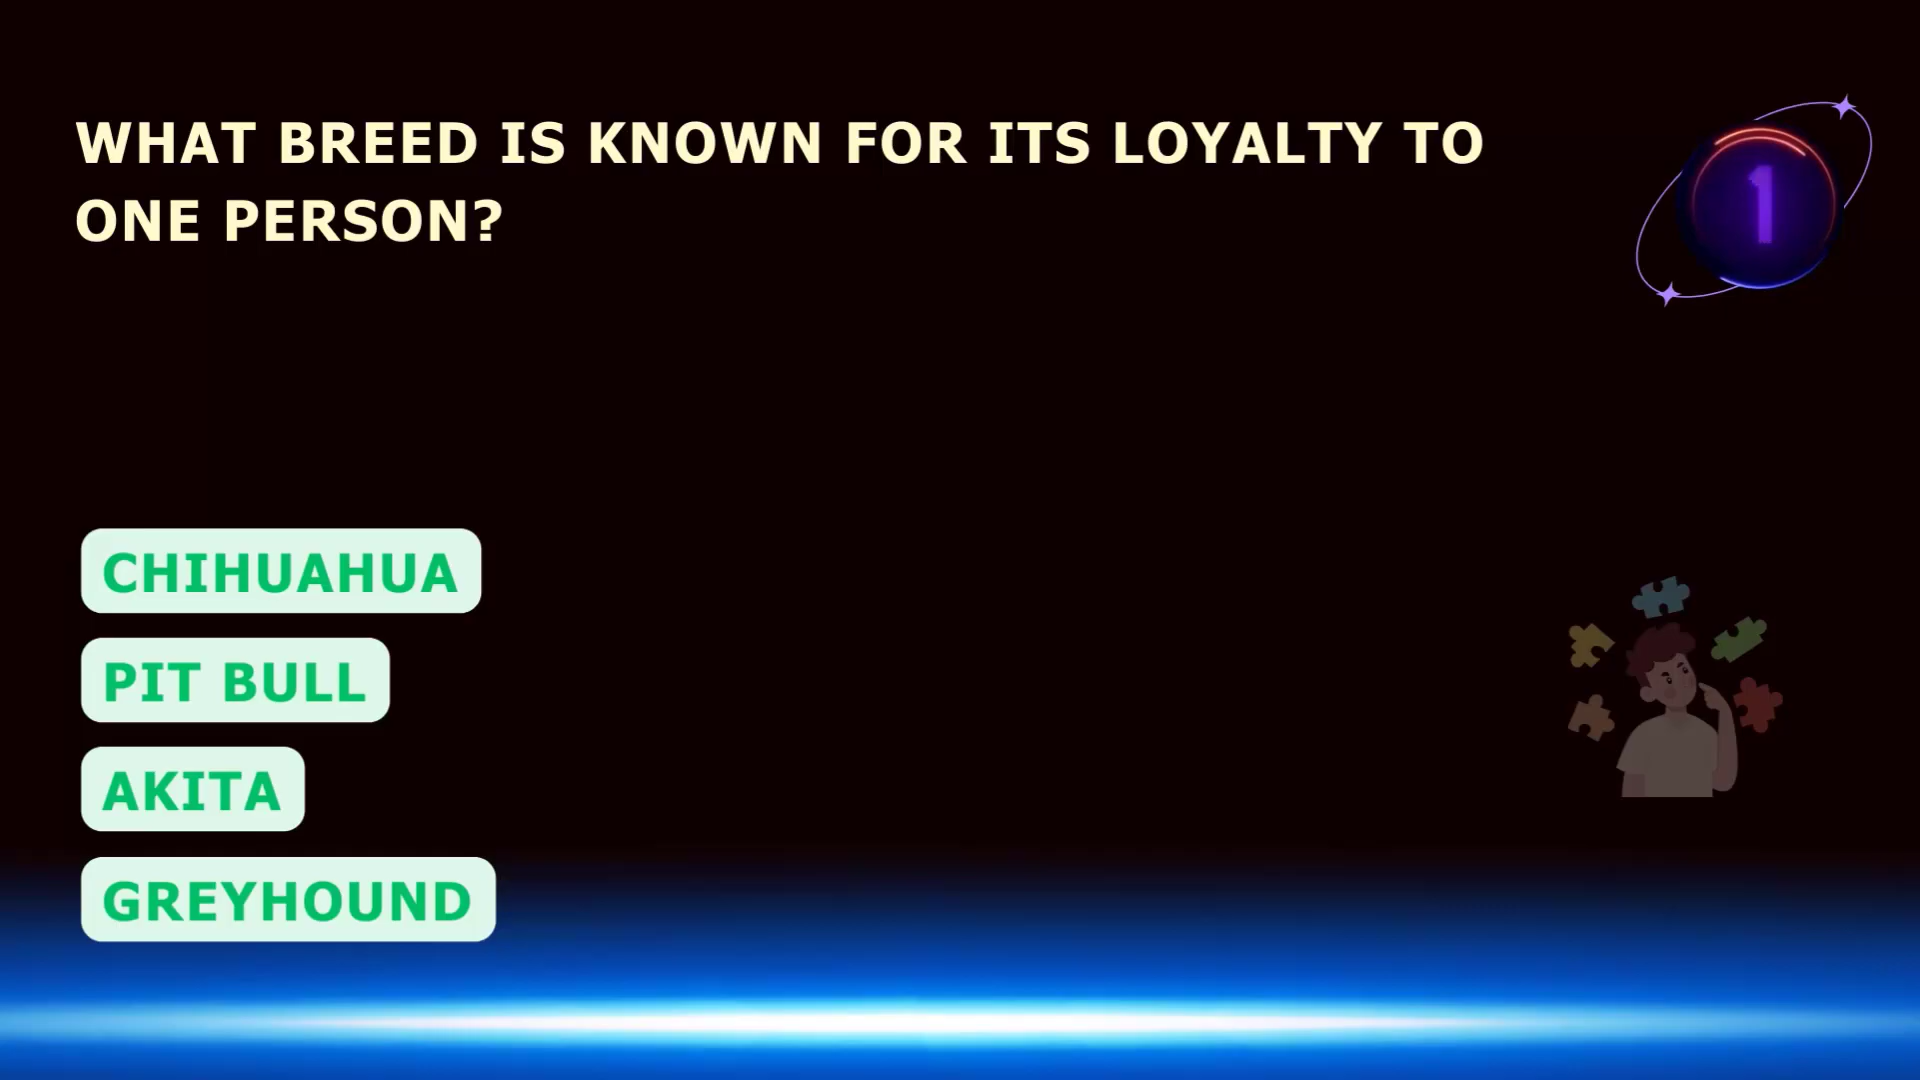 WHAT BREED IS KNOWN FOR ITS LOYALTY TO
ONE PERSON?
1
CHIHUAHUA
PIT BULL
AKITA
GREYHOUND